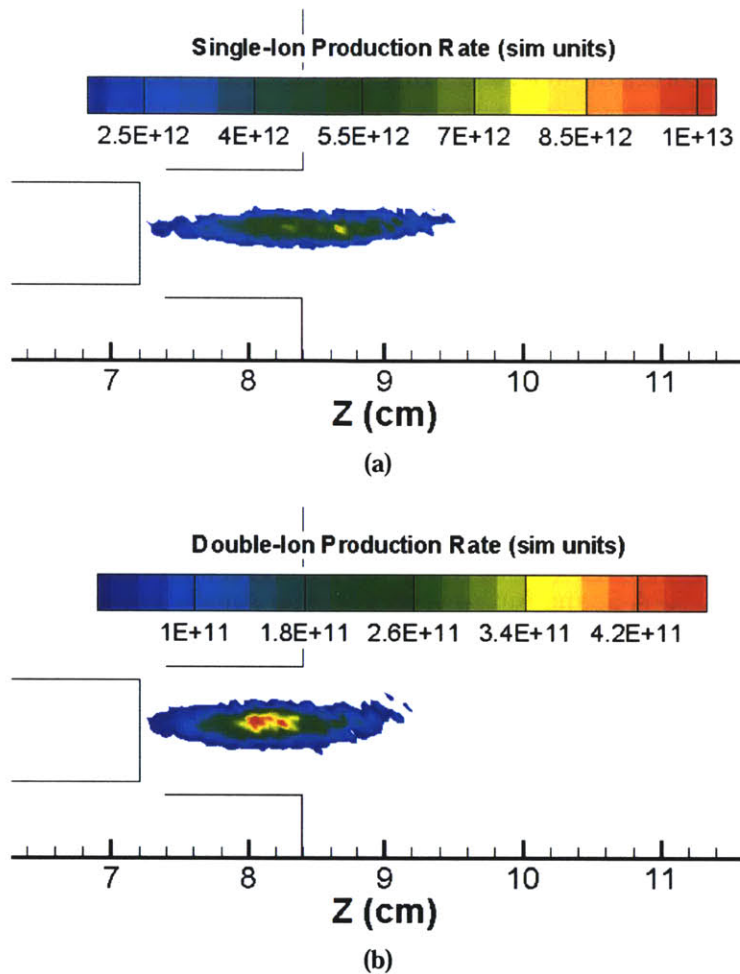 Single-Ion Production Rate (sim units)
2.5E+12 4E+12 5.5E+12 7E+12 8.5E+12 1E+13
7 8 9 10 11
Z (cm)
(a)
Double-Ion Production Rate (sim units)
1E+11 1.8E+11 2.6E+11 3.4E+11 4.2E+11
7 8 9 10 11
Z (cm)
(b)